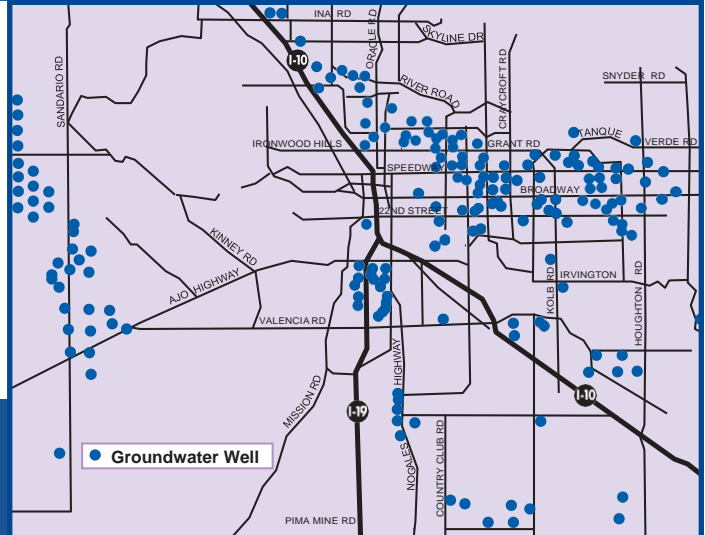 INA RD
ORACLE RD
SKYLINE DR
I-10
SANDARIO RD
CRAYCROFT RD
SNYDER RD
RIVER ROAD
IRONWOOD HILLS
GRANT RD
TANQUE VERDE RD
SPEEDWAY
BROADWAY
22ND STREET
KINNEY RD
AJO HIGHWAY
IRVINGTON
KOLB RD
HOUGHTON RD
VALENCIA RD
MISSION RD
NOGALES HIGHWAY
I-10
I-19
COUNTRY CLUB RD
Groundwater Well
PIMA MINE RD